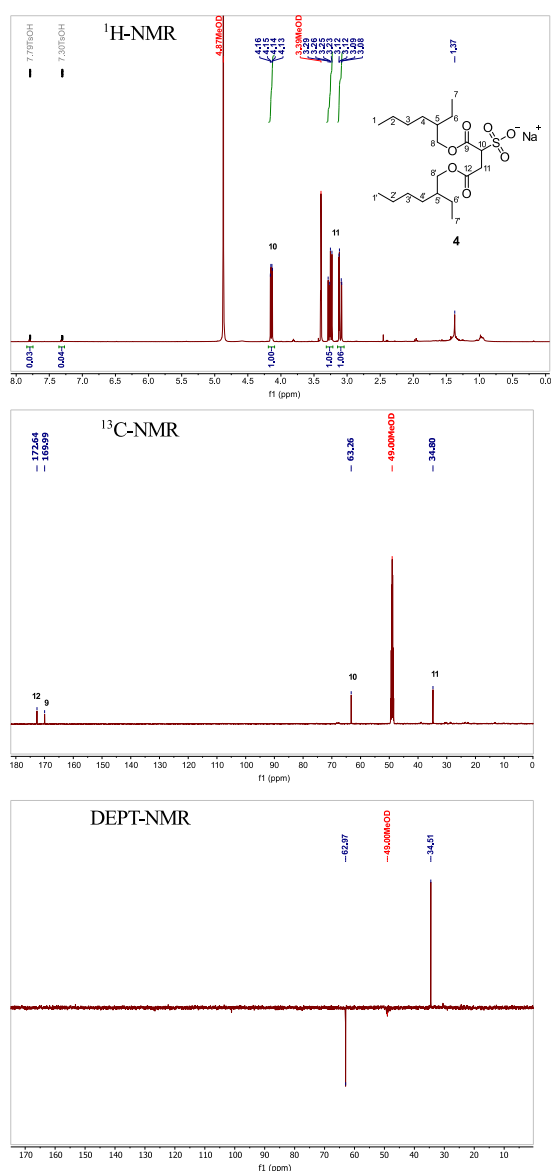 ¹H-NMR
7.79TsOH
7.30TsOH
4.87MeOD
4.16
4.15
4.14
4.13
3.39MeOD
3.29
3.26
3.25
3.23
3.12
3.12
3.09
3.08
1.37
7
1 2 3 4 5 6
8 O 9 O 10 S O⁻ Na⁺
O O
8' O 12 11
O
1' 2' 3' 4' 5' 6'
7'
4
10
11
0.03
0.04
1.00
1.05
1.06
8.0 7.5 7.0 6.5 6.0 5.5 5.0 4.5 4.0 3.5 3.0 2.5 2.0 1.5 1.0 0.5 0.0
f1 (ppm)
¹³C-NMR
172.64
169.99
63.26
49.00MeOD
34.80
12 9
10
11
180 170 160 150 140 130 120 110 100 90 80 70 60 50 40 30 20 10 0
f1 (ppm)
DEPT-NMR
62.97
49.00MeOD
34.51
170 160 150 140 130 120 110 100 90 80 70 60 50 40 30 20 10
f1 (ppm)